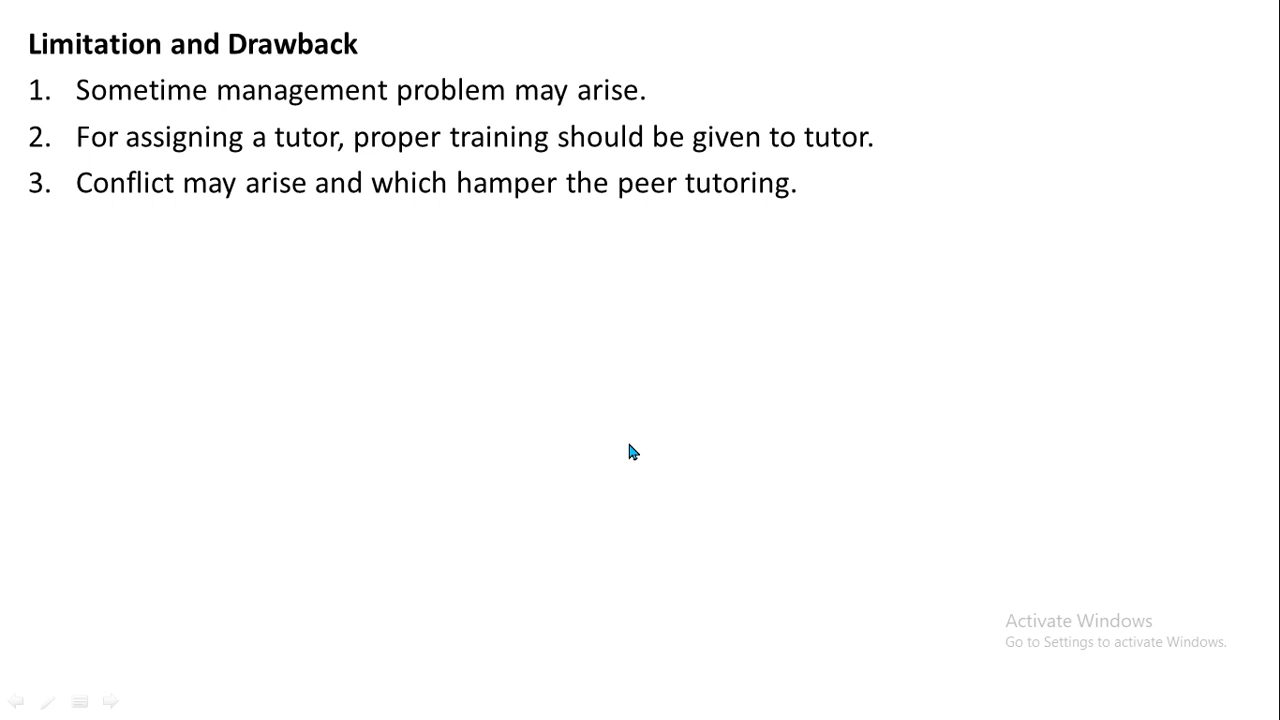 Limitation and Drawback
1. Sometime management problem may arise.
2. For assigning a tutor, proper training should be given to tutor.
3. Conflict may arise and which hamper the peer tutoring.
Activate Windows
Go to Settings to activate Windows.